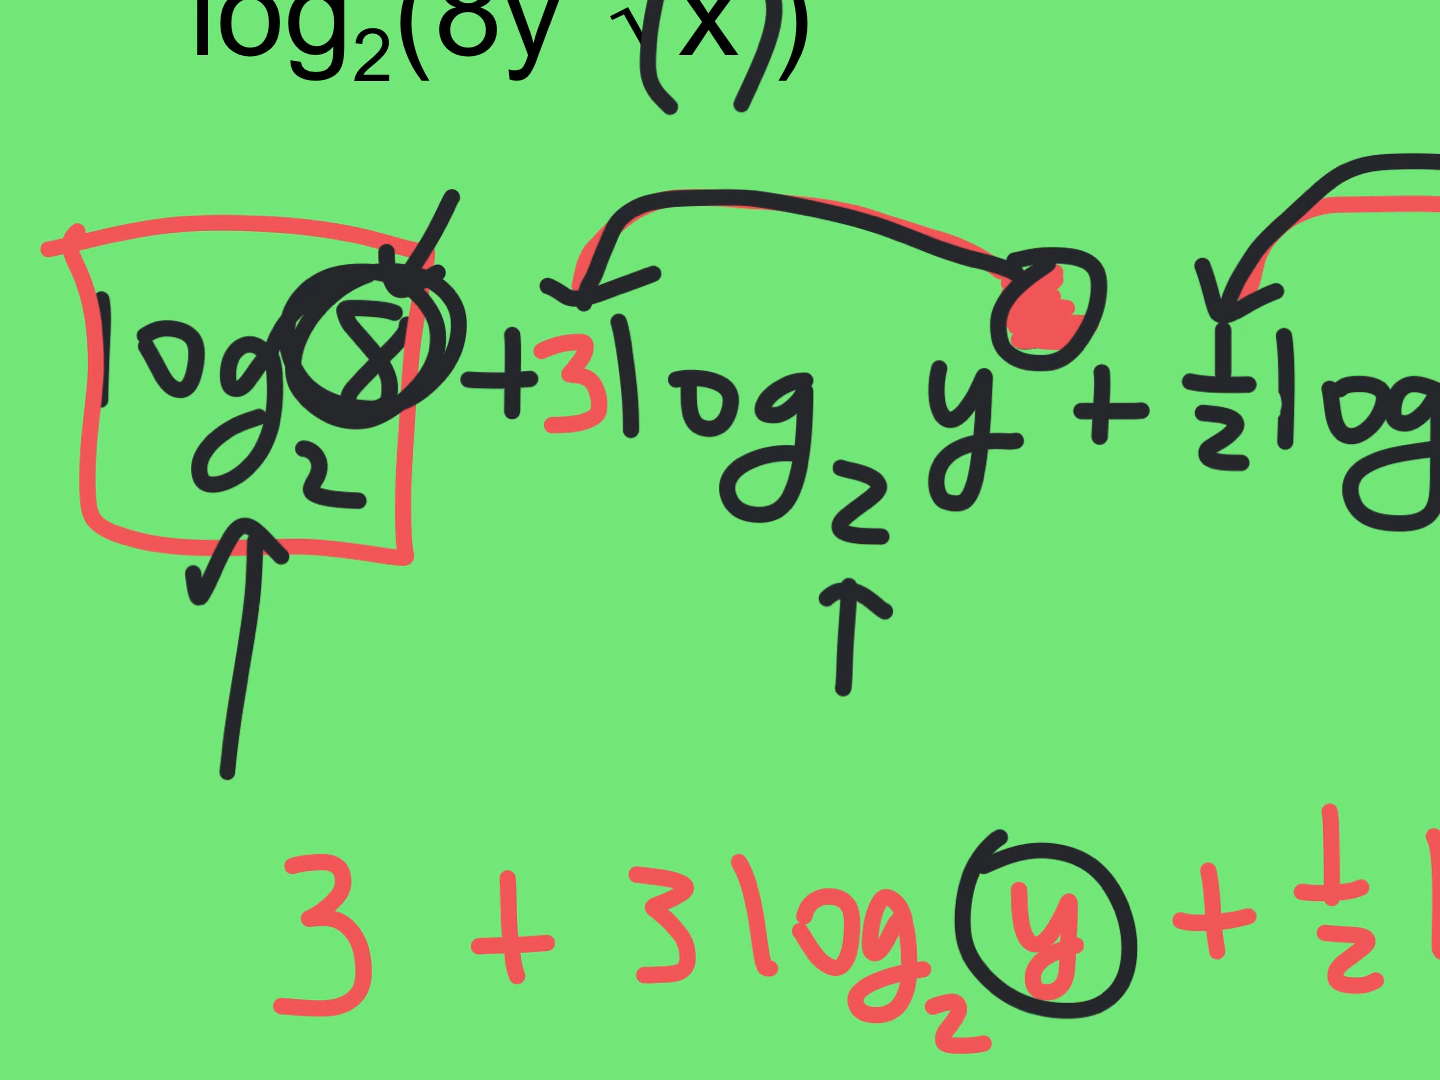 log₂(8y √x)
log₂ 8 + 3 log₂ y + 1/2 log
3 + 3 log₂ y + 1/2 l